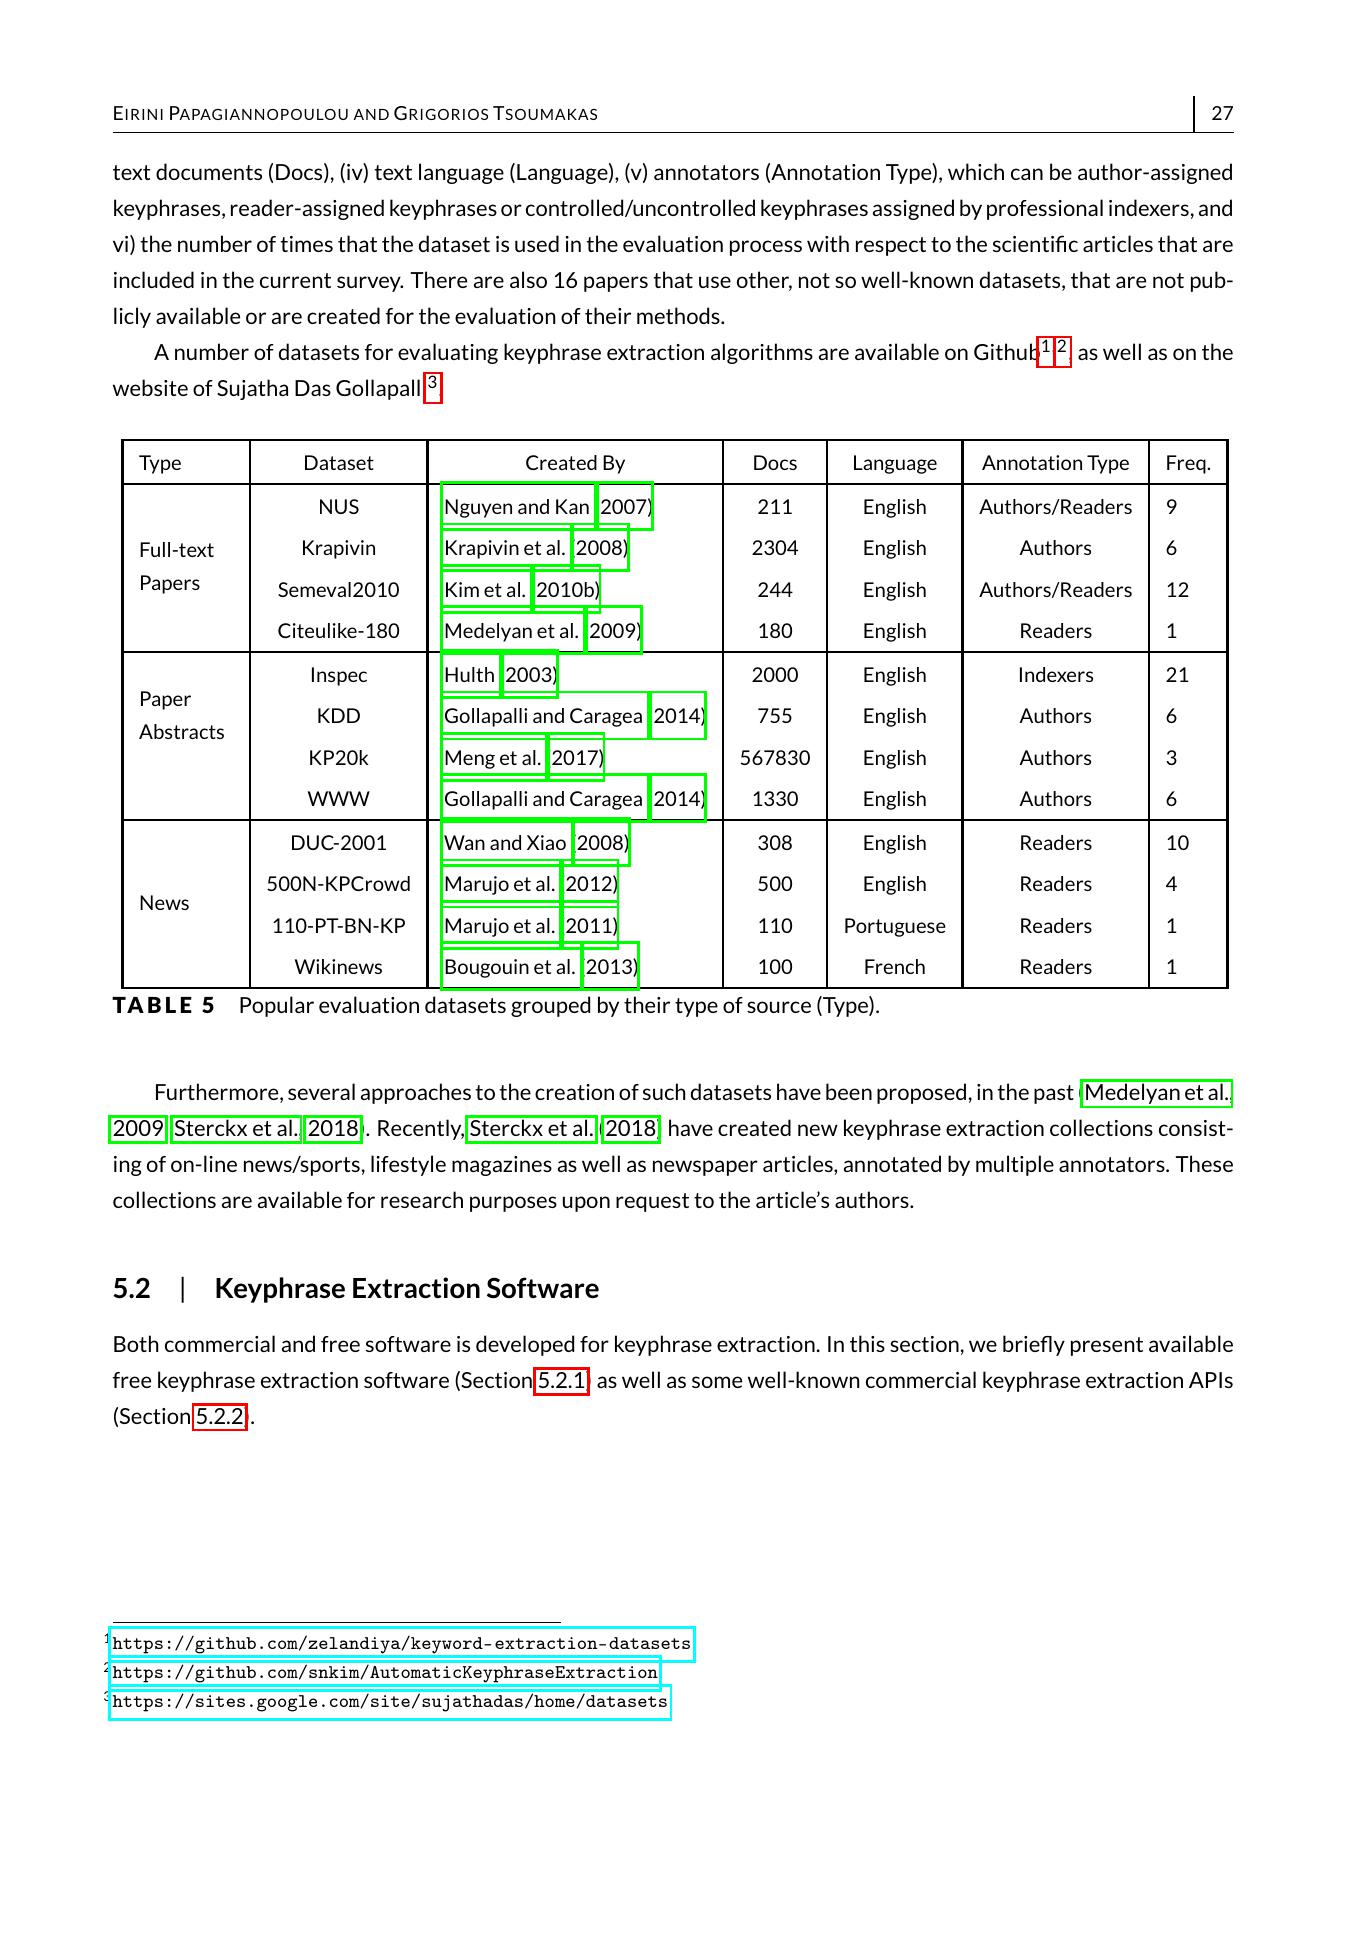 EIRINI PAPAGIANNOPOULOU AND GRIGORIOS TSOUMAKAS 27
text documents (Docs), (iv) text language (Language), (v) annotators (Annotation Type), which can be author-assigned
keyphrases, reader-assigned keyphrases or controlled/uncontrolled keyphrases assigned by professional indexers, and
vi) the number of times that the dataset is used in the evaluation process with respect to the scientific articles that are
included in the current survey. There are also 16 papers that use other, not so well-known datasets, that are not pub-
licly available or are created for the evaluation of their methods.
A number of datasets for evaluating keyphrase extraction algorithms are available on Github1 2, as well as on the
website of Sujatha Das Gollapall 3
Type Dataset Created By Docs Language Annotation Type Freq.
Full-text Papers
NUS Nguyen and Kan (2007) 211 English Authors/Readers 9
Krapivin Krapivin et al. (2008) 2304 English Authors 6
Semeval2010 Kim et al. (2010b) 244 English Authors/Readers 12
Citeulike-180 Medelyan et al. (2009) 180 English Readers 1
Paper Abstracts
Inspec Hulth (2003) 2000 English Indexers 21
KDD Gollapalli and Caragea (2014) 755 English Authors 6
KP20k Meng et al. (2017) 567830 English Authors 3
WWW Gollapalli and Caragea (2014) 1330 English Authors 6
News
DUC-2001 Wan and Xiao (2008) 308 English Readers 10
500N-KPCrowd Marujo et al. (2012) 500 English Readers 4
110-PT-BN-KP Marujo et al. (2011) 110 Portuguese Readers 1
Wikinews Bougouin et al. (2013) 100 French Readers 1
TABLE 5 Popular evaluation datasets grouped by their type of source (Type).
Furthermore, several approaches to the creation of such datasets have been proposed, in the past (Medelyan et al.,
2009 Sterckx et al., 2018). Recently, Sterckx et al. (2018) have created new keyphrase extraction collections consist-
ing of on-line news/sports, lifestyle magazines as well as newspaper articles, annotated by multiple annotators. These
collections are available for research purposes upon request to the article’s authors.
5.2 | Keyphrase Extraction Software
Both commercial and free software is developed for keyphrase extraction. In this section, we briefly present available
free keyphrase extraction software (Section 5.2.1) as well as some well-known commercial keyphrase extraction APIs
(Section 5.2.2).
1https://github.com/zelandiya/keyword-extraction-datasets
2https://github.com/snkim/AutomaticKeyphraseExtraction
3https://sites.google.com/site/sujathadas/home/datasets